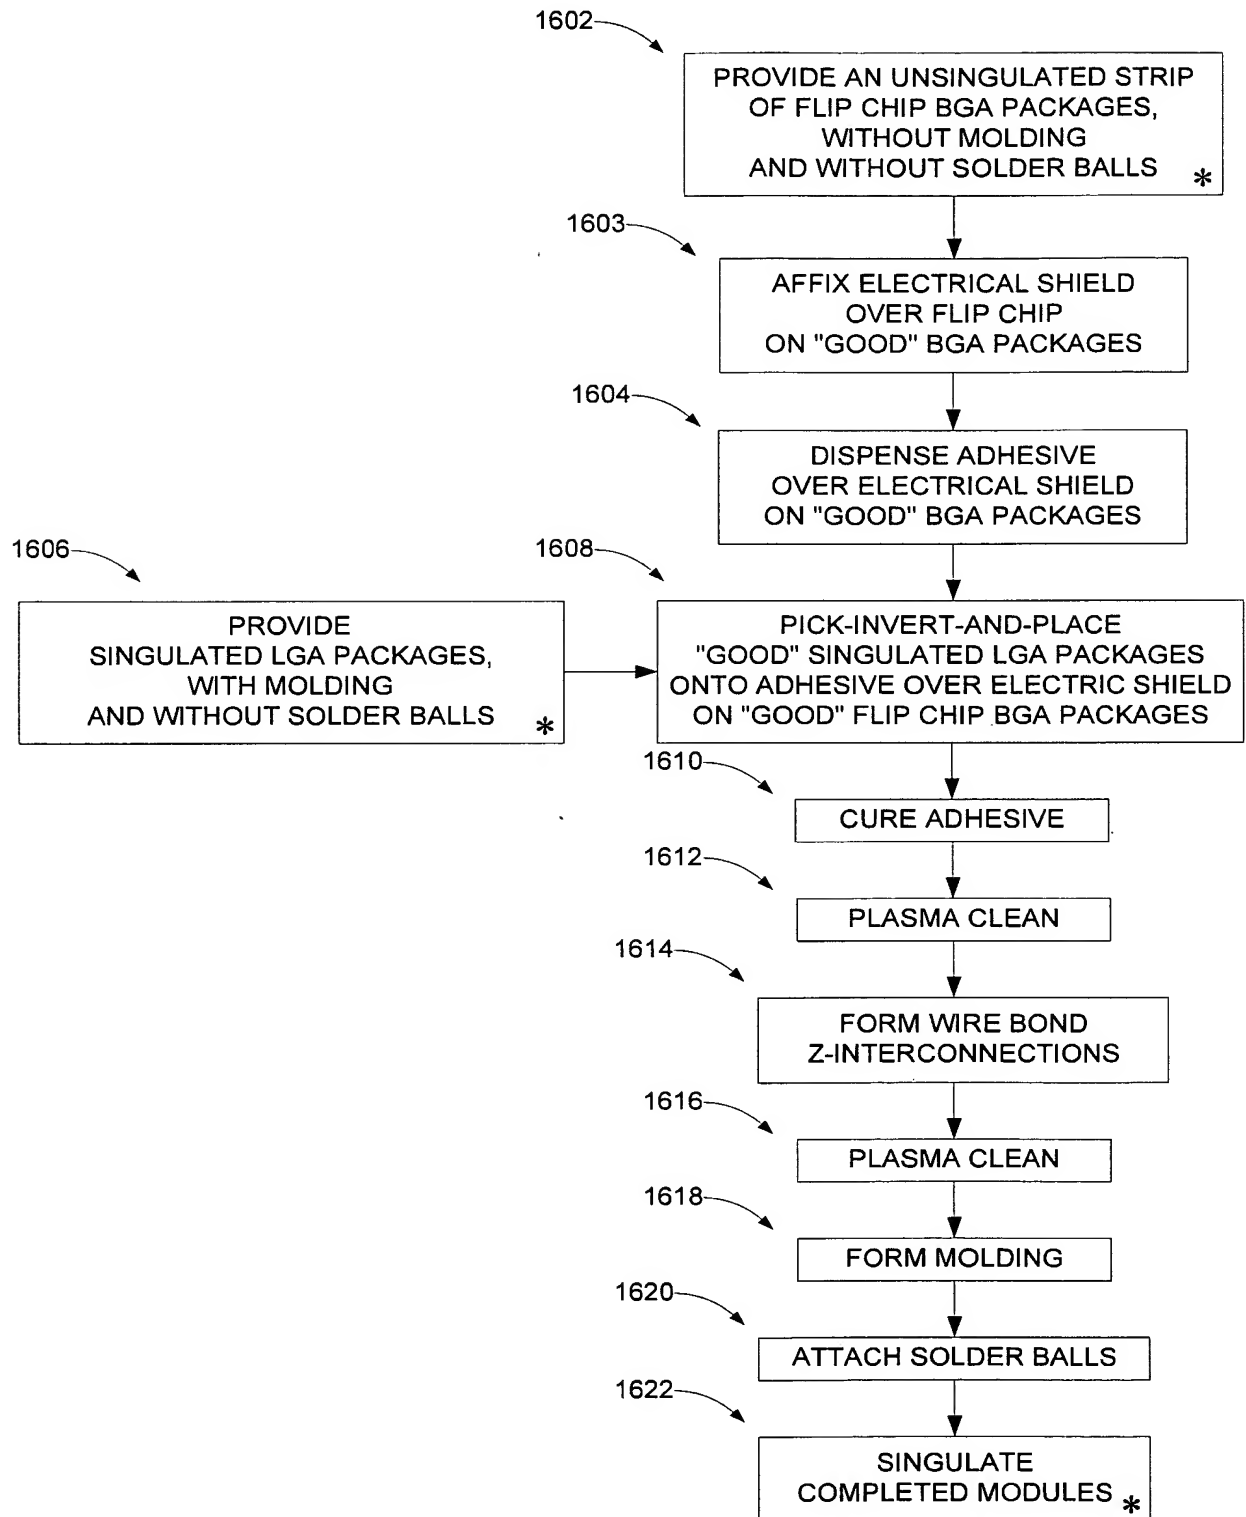 1602
PROVIDE AN UNSINGULATED STRIP
OF FLIP CHIP BGA PACKAGES,
WITHOUT MOLDING
AND WITHOUT SOLDER BALLS *
1603
AFFIX ELECTRICAL SHIELD
OVER FLIP CHIP
ON "GOOD" BGA PACKAGES
1604
DISPENSE ADHESIVE
OVER ELECTRICAL SHIELD
ON "GOOD" BGA PACKAGES
1606
PROVIDE
SINGULATED LGA PACKAGES,
WITH MOLDING
AND WITHOUT SOLDER BALLS *
1608
PICK-INVERT-AND-PLACE
"GOOD" SINGULATED LGA PACKAGES
ONTO ADHESIVE OVER ELECTRIC SHIELD
ON "GOOD" FLIP CHIP BGA PACKAGES
1610
CURE ADHESIVE
1612
PLASMA CLEAN
1614
FORM WIRE BOND
Z-INTERCONNECTIONS
1616
PLASMA CLEAN
1618
FORM MOLDING
1620
ATTACH SOLDER BALLS
1622
SINGULATE
COMPLETED MODULES *